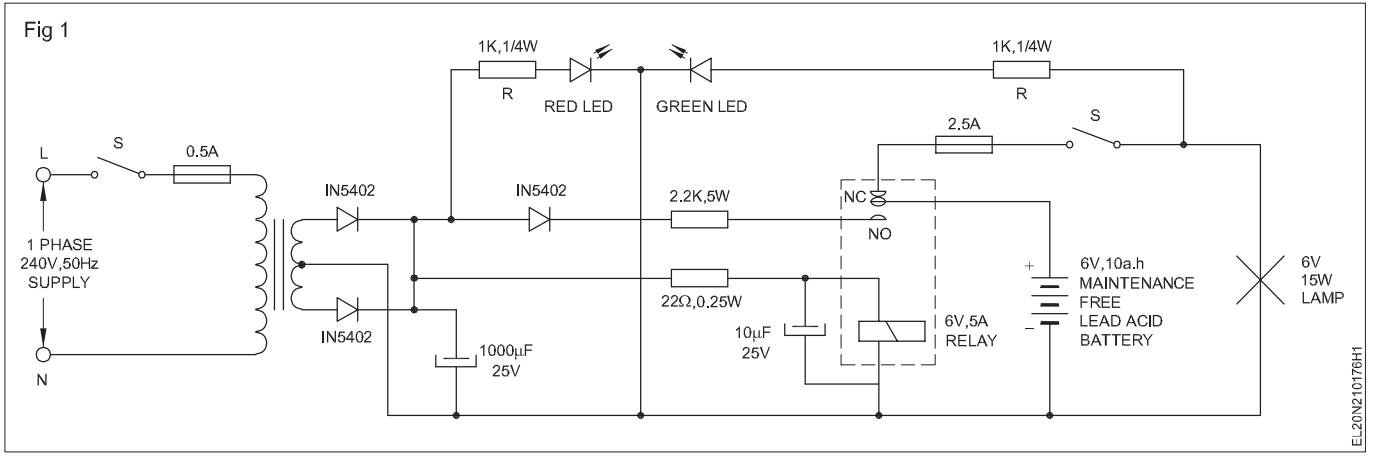 Fig 1
1K,1/4W
R
RED LED
GREEN LED
1K,1/4W
R
L
S
0.5A
2.5A
S
IN5402
IN5402
2.2K,5W
NC
NO
1 PHASE
240V,50Hz
SUPPLY
22Ω,0.25W
IN5402
1000µF
25V
10µF
25V
6V,5A
RELAY
+
−
6V,10a.h
MAINTENANCE
FREE
LEAD ACID
BATTERY
6V
15W
LAMP
N
EL20N210176H1